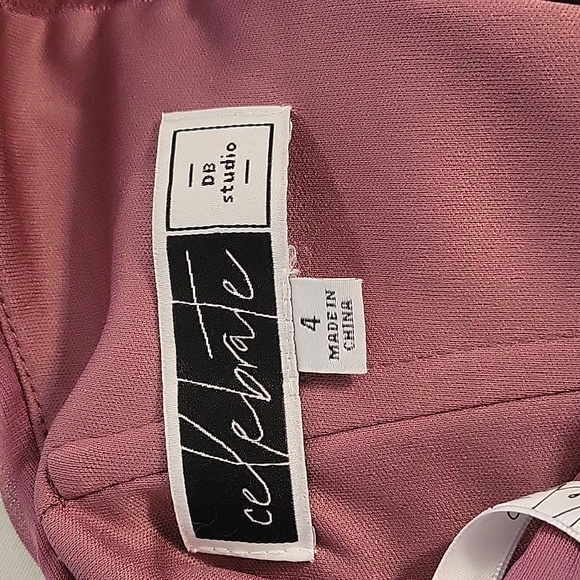 DB
studio
celebrate
4
MADE IN
CHINA